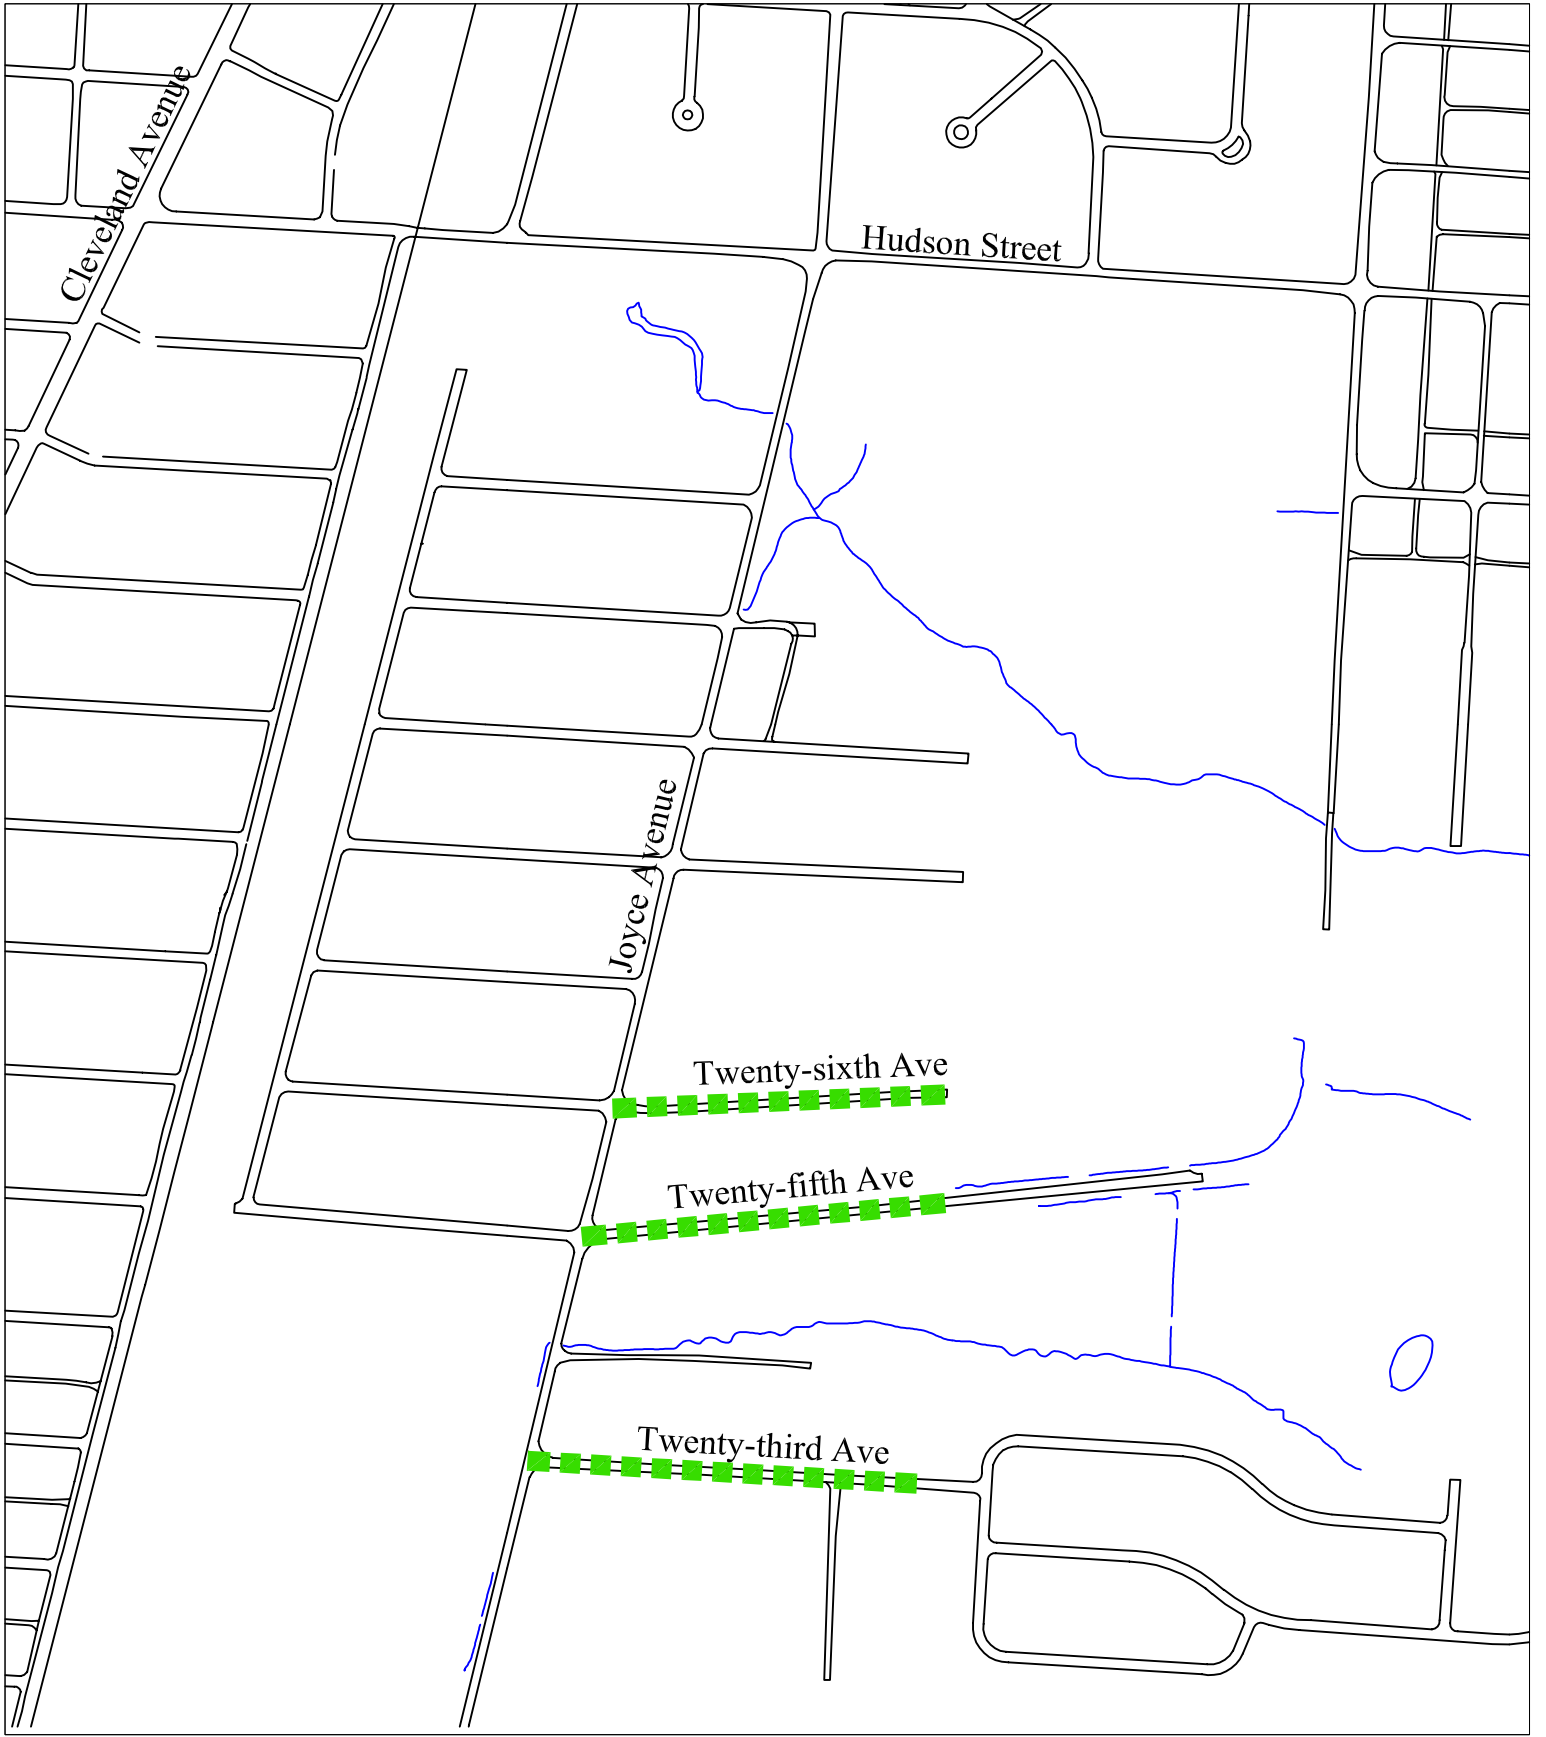 Cleveland Avenue
Hudson Street
Joyce Avenue
Twenty-sixth Ave
Twenty-fifth Ave
Twenty-third Ave